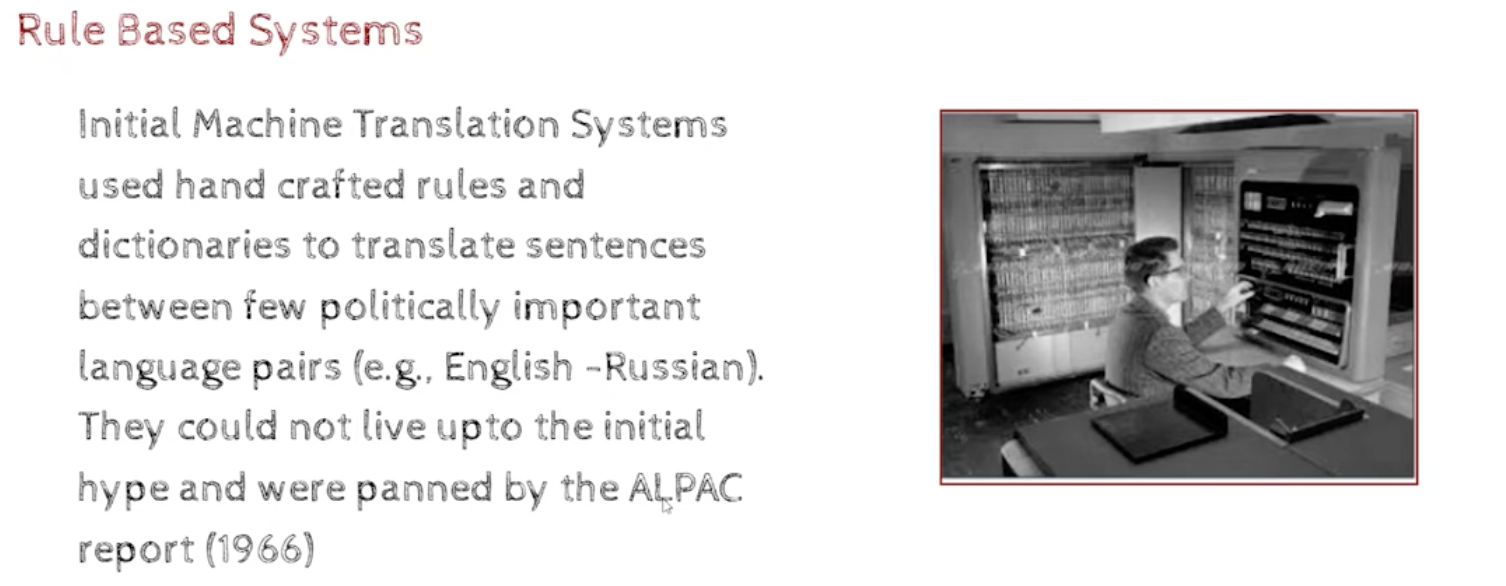 Rule Based Systems
Initial Machine Translation Systems
used hand crafted rules and
dictionaries to translate sentences
between few politically important
language pairs (e.g., English -Russian).
They could not live upto the initial
hype and were panned by the ALPAC
report (1966)